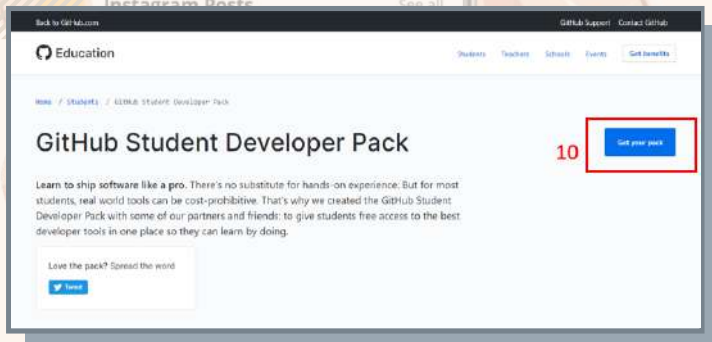 Instagram Posts See all
Back to GitHub.com GitHub Support Contact GitHub
Education Students Teachers Schools Events Get benefits
Home / Students / GitHub Student Developer Pack
GitHub Student Developer Pack
10 Get your pack
Learn to ship software like a pro. There's no substitute for hands-on experience. But for most
students, real world tools can be cost-prohibitive. That's why we created the GitHub Student
Developer Pack with some of our partners and friends: to give students free access to the best
developer tools in one place so they can learn by doing.
Love the pack? Spread the word
Tweet